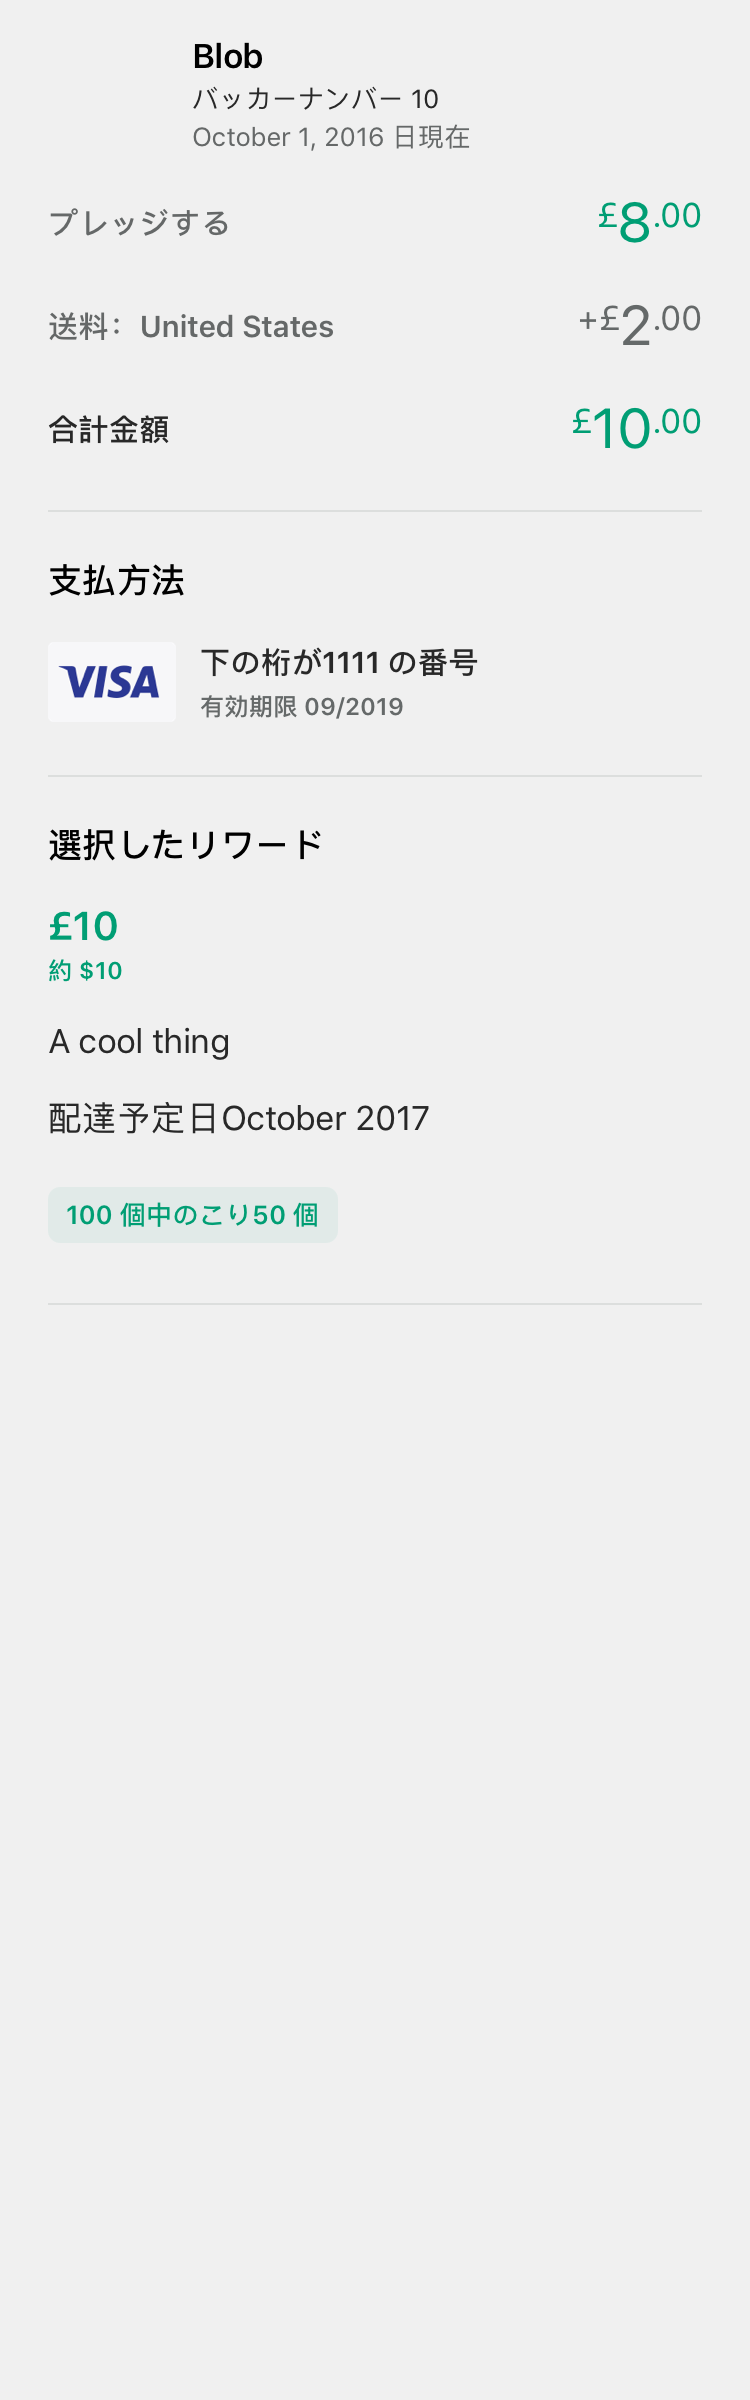 Blob
バッカーナンバー 10
October 1, 2016 日現在
プレッジする
£8.00
送料： United States
+£2.00
合計金額
£10.00
支払方法
VISA
下の桁が1111 の番号
有効期限 09/2019
選択したリワード
£10
約 $10
A cool thing
配達予定日October 2017
100 個中のこり50 個